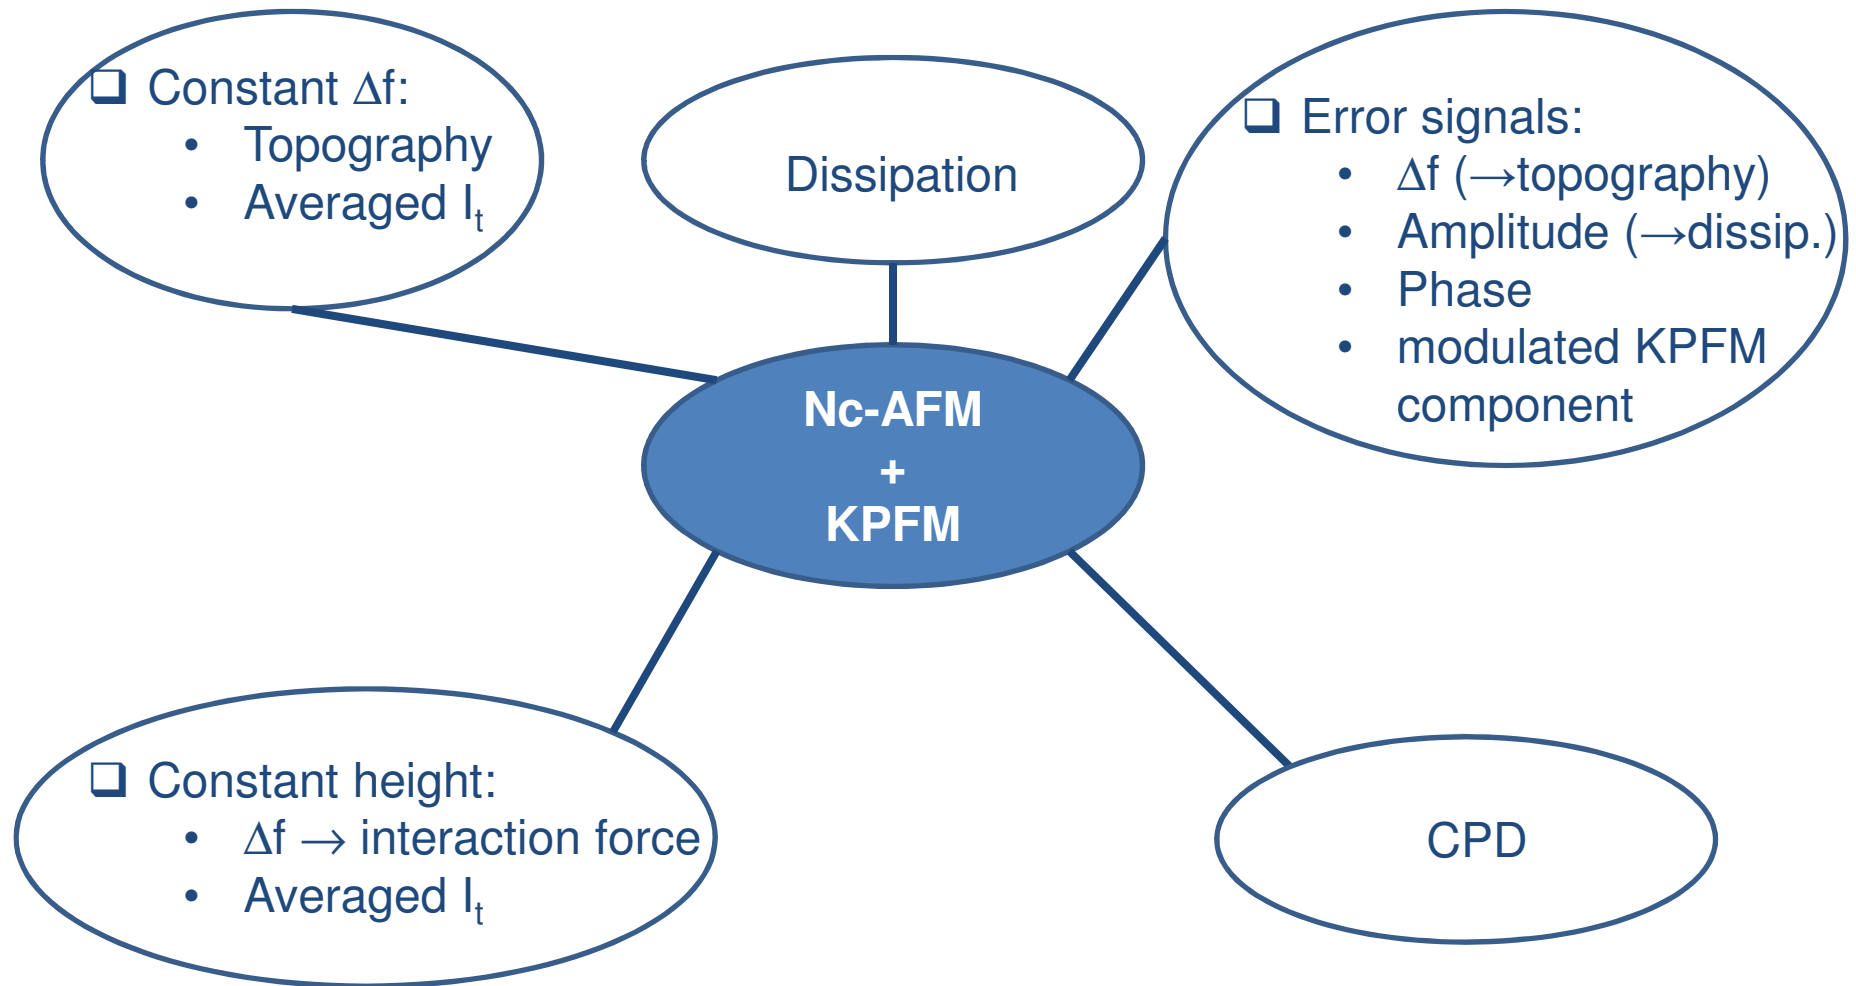 ❑ Constant Δf:
• Topography
• Averaged Iₜ
Dissipation
❑ Error signals:
• Δf (→topography)
• Amplitude (→dissip.)
• Phase
• modulated KPFM
component
Nc-AFM
+
KPFM
❑ Constant height:
• Δf → interaction force
• Averaged Iₜ
CPD